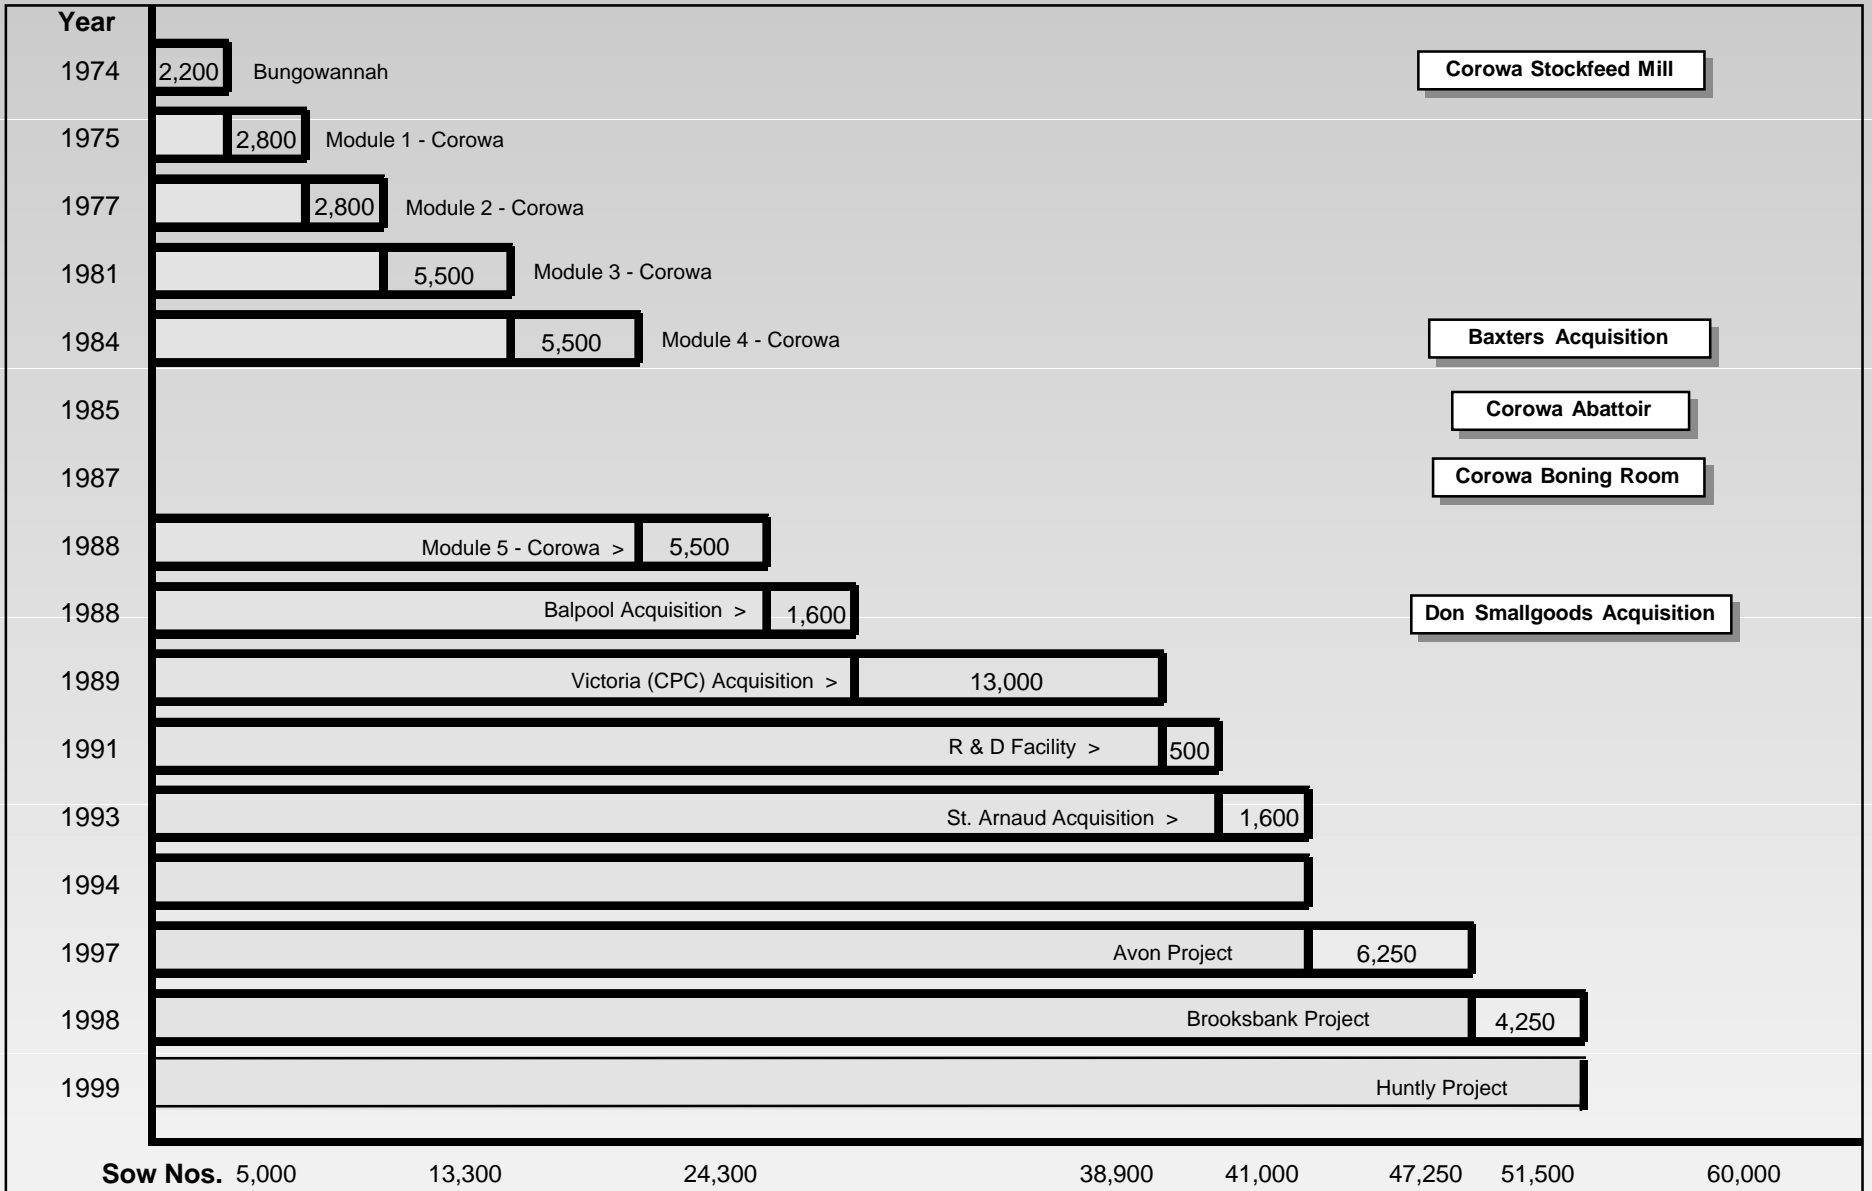 Year
1974 2,200 Bungowannah Corowa Stockfeed Mill
1975 2,800 Module 1 - Corowa
1977 2,800 Module 2 - Corowa
1981 5,500 Module 3 - Corowa
1984 5,500 Module 4 - Corowa Baxters Acquisition
1985 Corowa Abattoir
1987 Corowa Boning Room
1988 Module 5 - Corowa > 5,500
1988 Balpool Acquisition > 1,600 Don Smallgoods Acquisition
1989 Victoria (CPC) Acquisition > 13,000
1991 R & D Facility > 500
1993 St. Arnaud Acquisition > 1,600
1994
1997 Avon Project 6,250
1998 Brooksbank Project 4,250
1999 Huntly Project
Sow Nos. 5,000 13,300 24,300 38,900 41,000 47,250 51,500 60,000